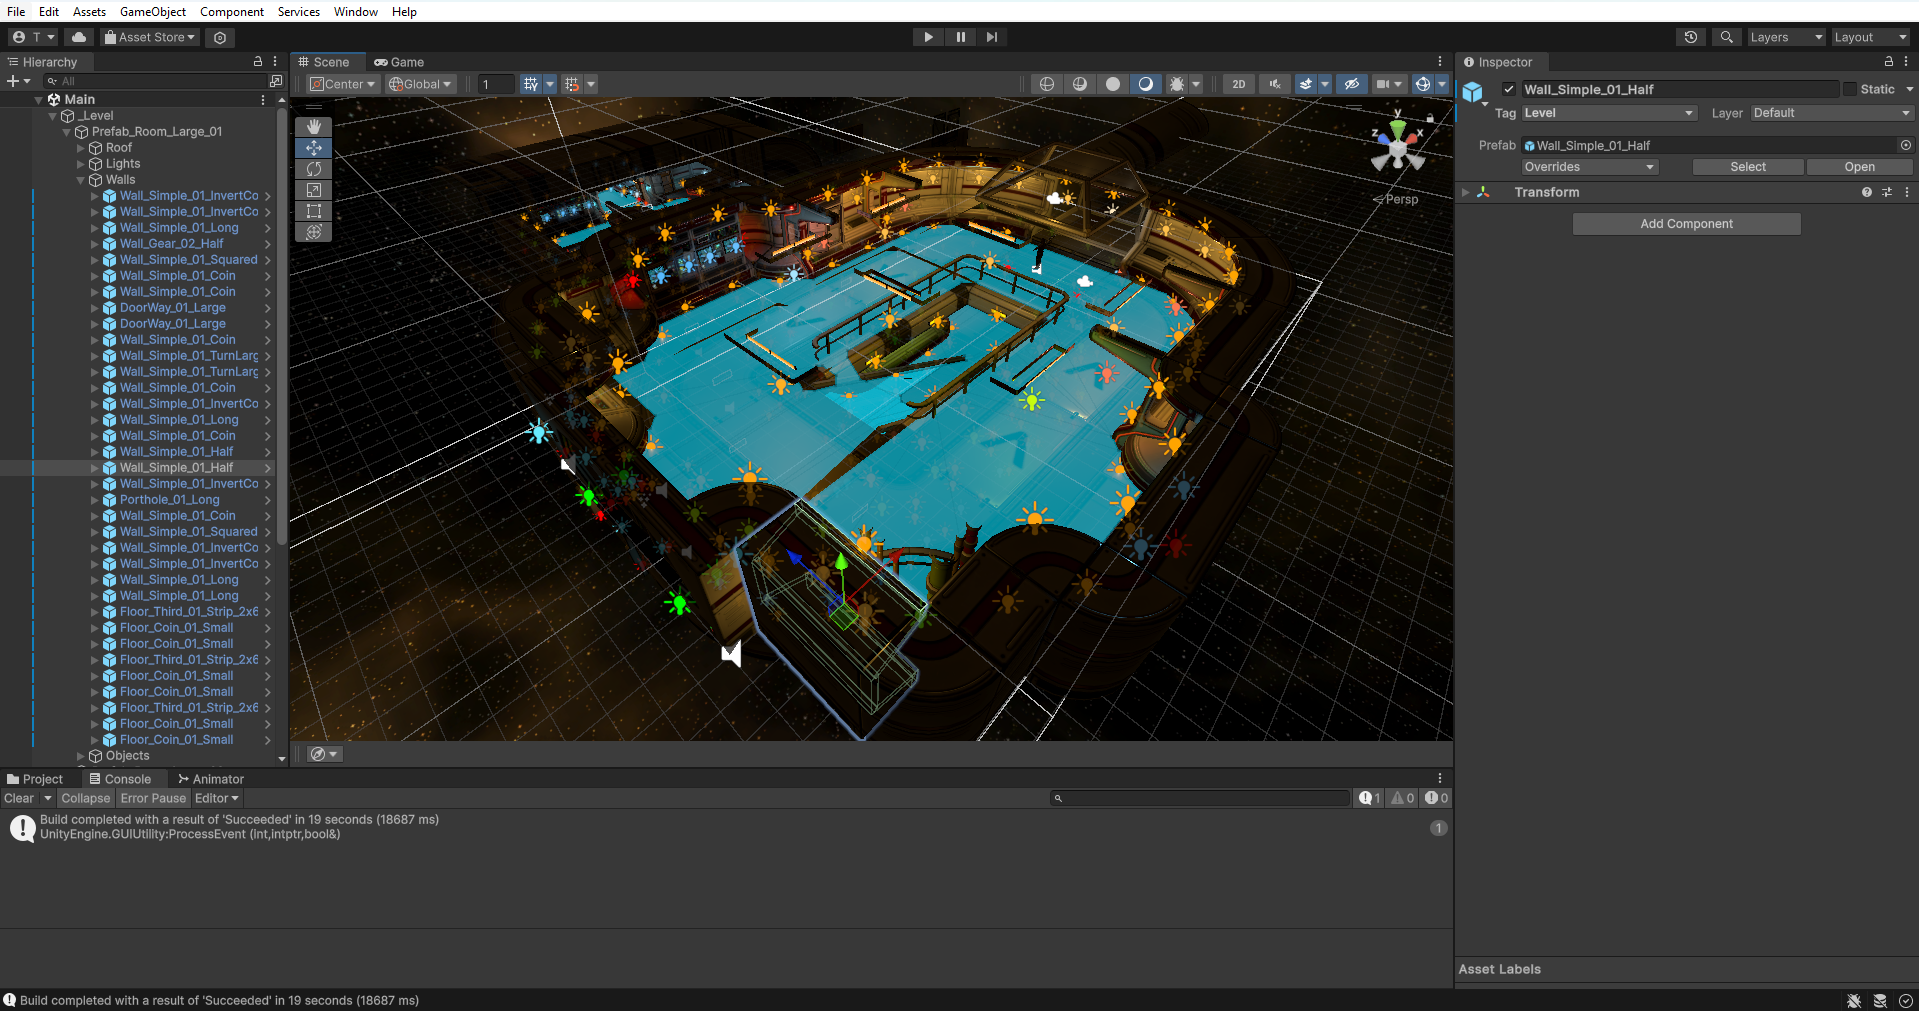 File Edit Assets GameObject Component Services Window Help
T Asset Store Layers Layout
Hierarchy
All
Main
_Level
Prefab_Room_Large_01
Roof
Lights
Walls
Wall_Simple_01_InvertCo
Wall_Simple_01_InvertCo
Wall_Simple_01_Long
Wall_Gear_02_Half
Wall_Simple_01_Squared
Wall_Simple_01_Coin
Wall_Simple_01_Coin
DoorWay_01_Large
DoorWay_01_Large
Wall_Simple_01_Coin
Wall_Simple_01_TurnLarg
Wall_Simple_01_TurnLarg
Wall_Simple_01_Coin
Wall_Simple_01_InvertCo
Wall_Simple_01_Long
Wall_Simple_01_Coin
Wall_Simple_01_Half
Wall_Simple_01_Half
Wall_Simple_01_InvertCo
Porthole_01_Long
Wall_Simple_01_Coin
Wall_Simple_01_Squared
Wall_Simple_01_InvertCo
Wall_Simple_01_InvertCo
Wall_Simple_01_Long
Wall_Simple_01_Long
Floor_Third_01_Strip_2x6
Floor_Coin_01_Small
Floor_Coin_01_Small
Floor_Third_01_Strip_2x6
Floor_Coin_01_Small
Floor_Coin_01_Small
Floor_Third_01_Strip_2x6
Floor_Coin_01_Small
Floor_Coin_01_Small
Objects
Scene Game
Center Global 1 2D
y
z x
Persp
Inspector
Wall_Simple_01_Half Static
Tag Level Layer Default
Prefab Wall_Simple_01_Half
Overrides Select Open
Transform
Add Component
Asset Labels
Project Console Animator
Clear Collapse Error Pause Editor 1 0 0
Build completed with a result of 'Succeeded' in 19 seconds (18687 ms)
UnityEngine.GUIUtility:ProcessEvent (int,intptr,bool&)
1
Build completed with a result of 'Succeeded' in 19 seconds (18687 ms)